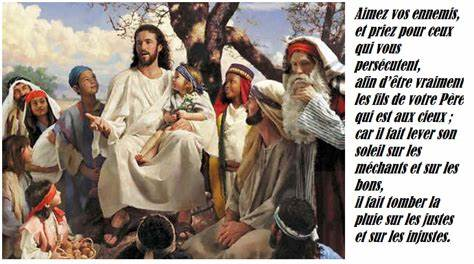 Aimez vos ennemis,
et priez pour ceux
qui vous
persécutent,
afin d'être vraiment
les fils de votre Père
qui est aux cieux ;
car il fait lever son
soleil sur les
méchants et sur les
bons,
il fait tomber la
pluie sur les justes
et sur les injustes.